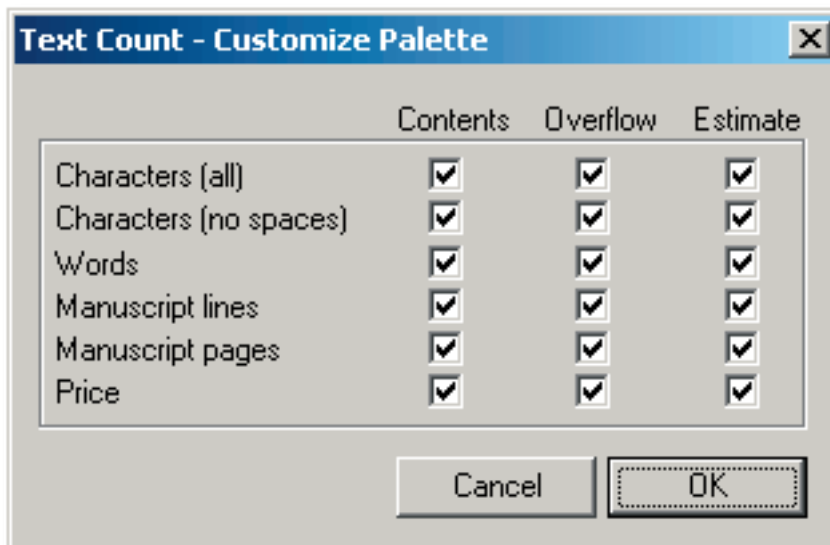 Text Count - Customize Palette
Contents Overflow Estimate
Characters (all)
Characters (no spaces)
Words
Manuscript lines
Manuscript pages
Price
Cancel OK